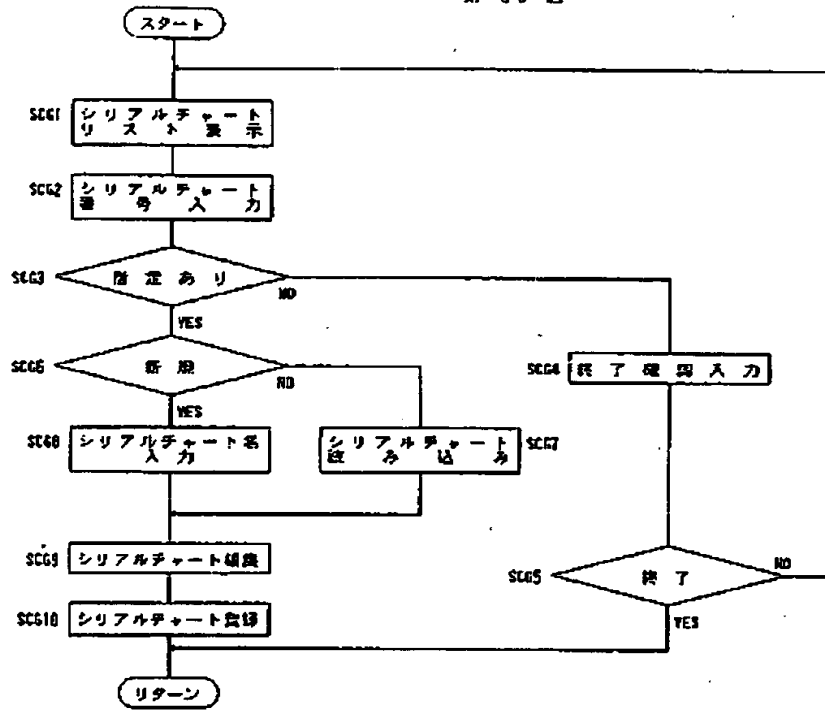 スタート
SCG1
シリアルチャート
リスト表示
SCG2
シリアルチャート
番号入力
SCG3
指定あり
NO
YES
SCG6
新規
NO
YES
SCG4
終了確認入力
SCG8
シリアルチャート名
入力
シリアルチャート
読み込み
SCG7
SCG9
シリアルチャート編集
SCG5
終了
NO
YES
SCG10
シリアルチャート登録
リターン